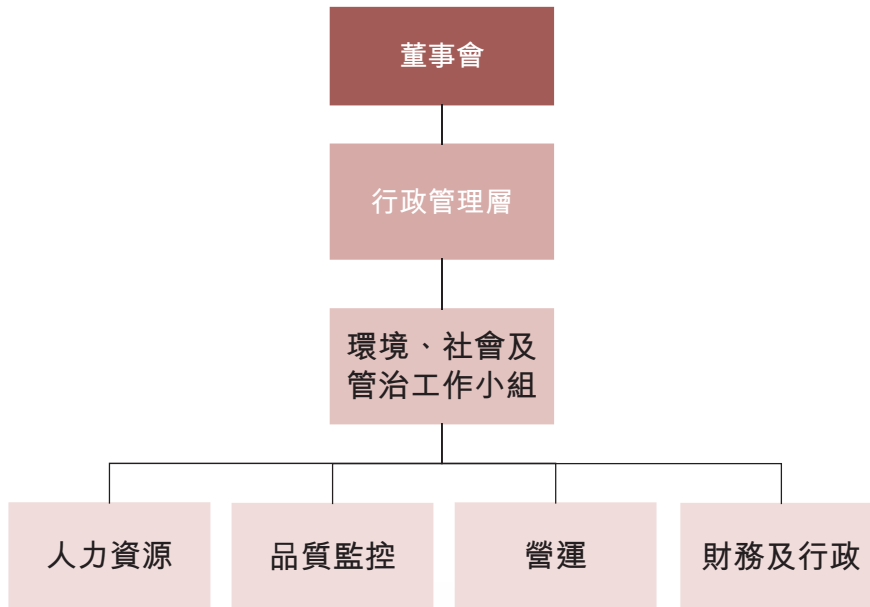 董事會
行政管理層
環境、社會及
管治工作小組
人力資源
品質監控
營運
財務及行政